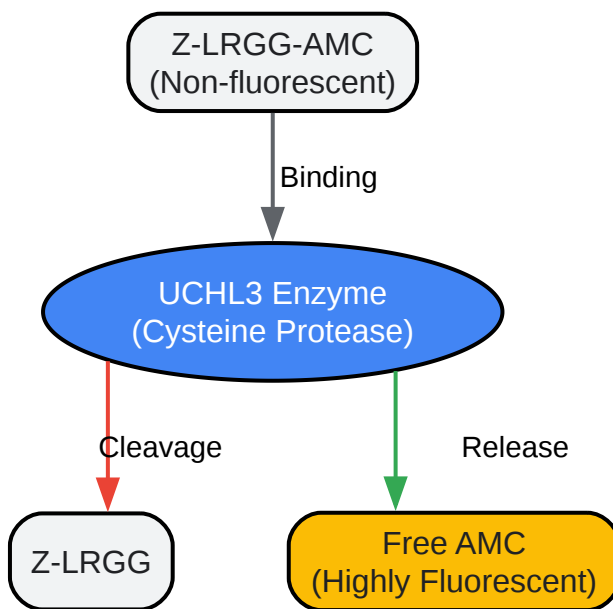 Z-LRGG-AMC
(Non-fluorescent)
Binding
UCHL3 Enzyme
(Cysteine Protease)
Cleavage
Release
Z-LRGG
Free AMC
(Highly Fluorescent)